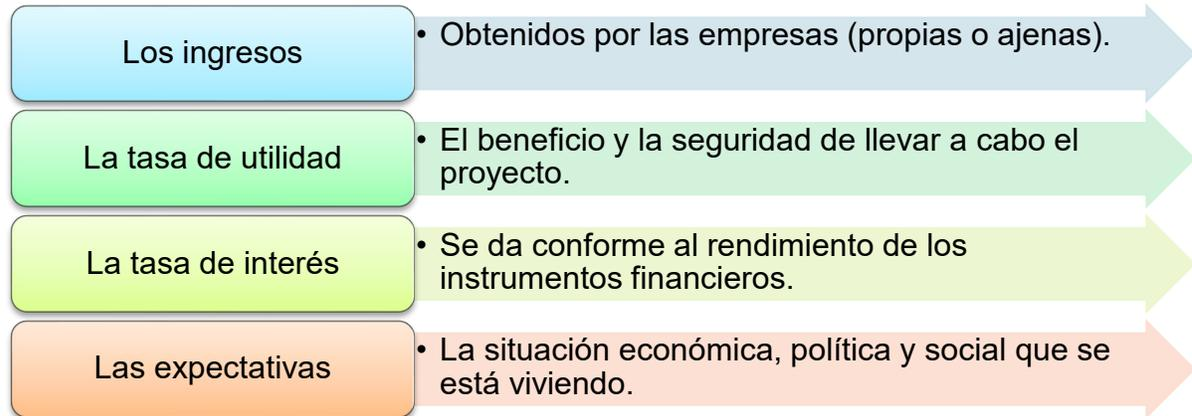 Los ingresos
• Obtenidos por las empresas (propias o ajenas).
La tasa de utilidad
• El beneficio y la seguridad de llevar a cabo el
proyecto.
La tasa de interés
• Se da conforme al rendimiento de los
instrumentos financieros.
Las expectativas
• La situación económica, política y social que se
está viviendo.